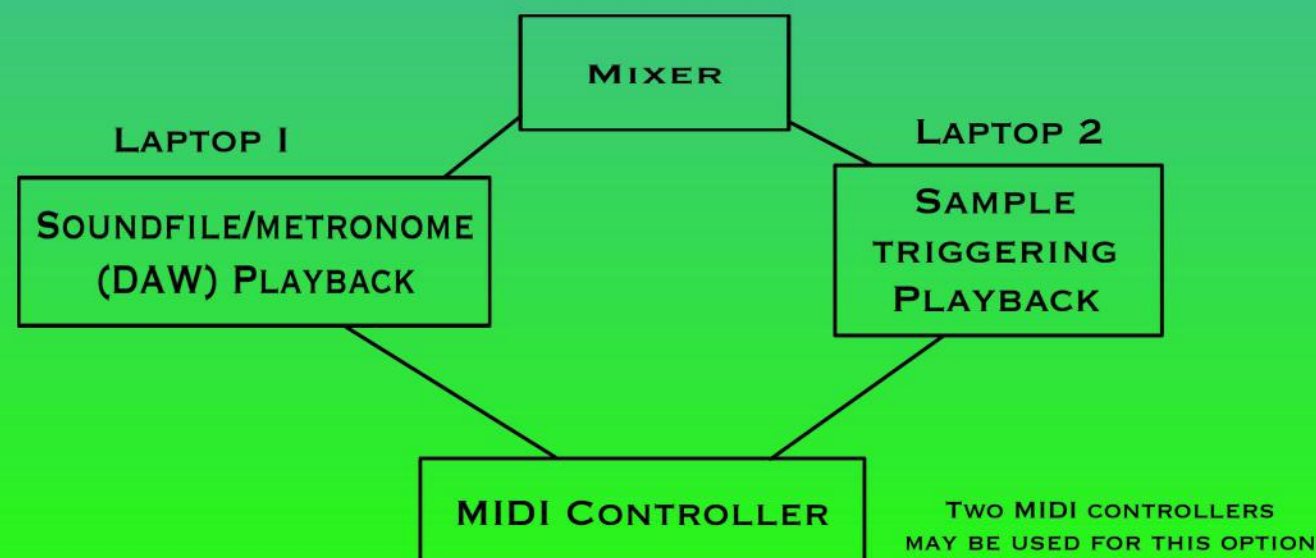 Mixer
Laptop 1
Soundfile/metronome
(DAW) Playback
Laptop 2
Sample
triggering
Playback
MIDI Controller
Two MIDI controllers
may be used for this option